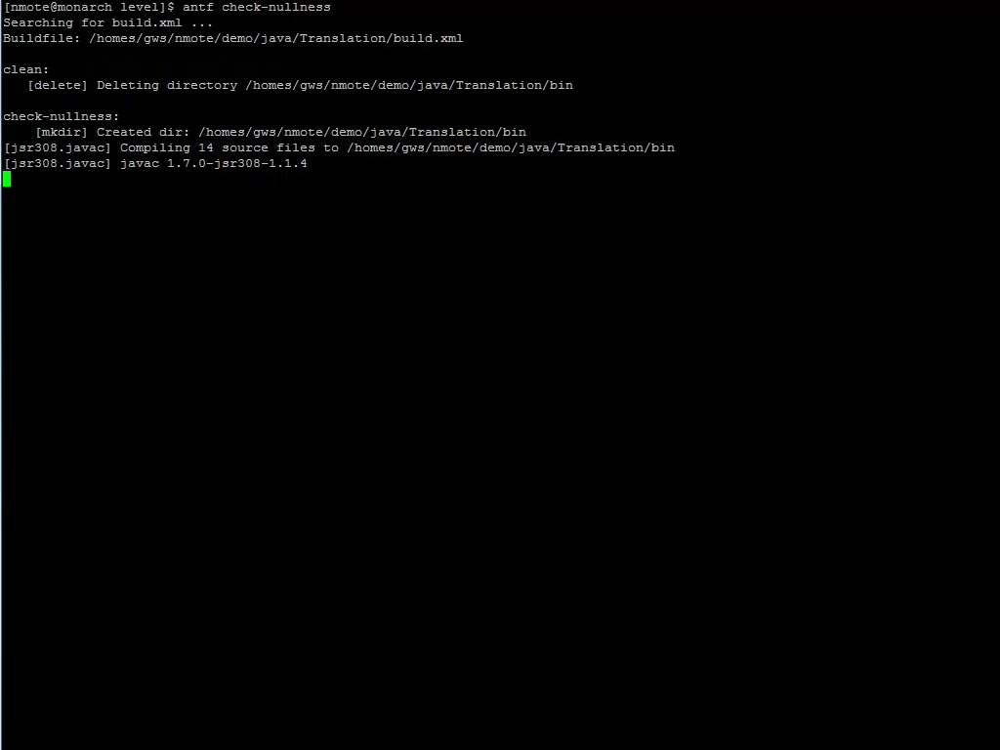 [nmote@monarch level]$ antf check-nullness
Searching for build.xml ...
Buildfile: /homes/gws/nmote/demo/java/Translation/build.xml
clean:
[delete] Deleting directory /homes/gws/nmote/demo/java/Translation/bin
check-nullness:
[mkdir] Created dir: /homes/gws/nmote/demo/java/Translation/bin
[jsr308.javac] Compiling 14 source files to /homes/gws/nmote/demo/java/Translation/bin
[jsr308.javac] javac 1.7.0-jsr308-1.1.4